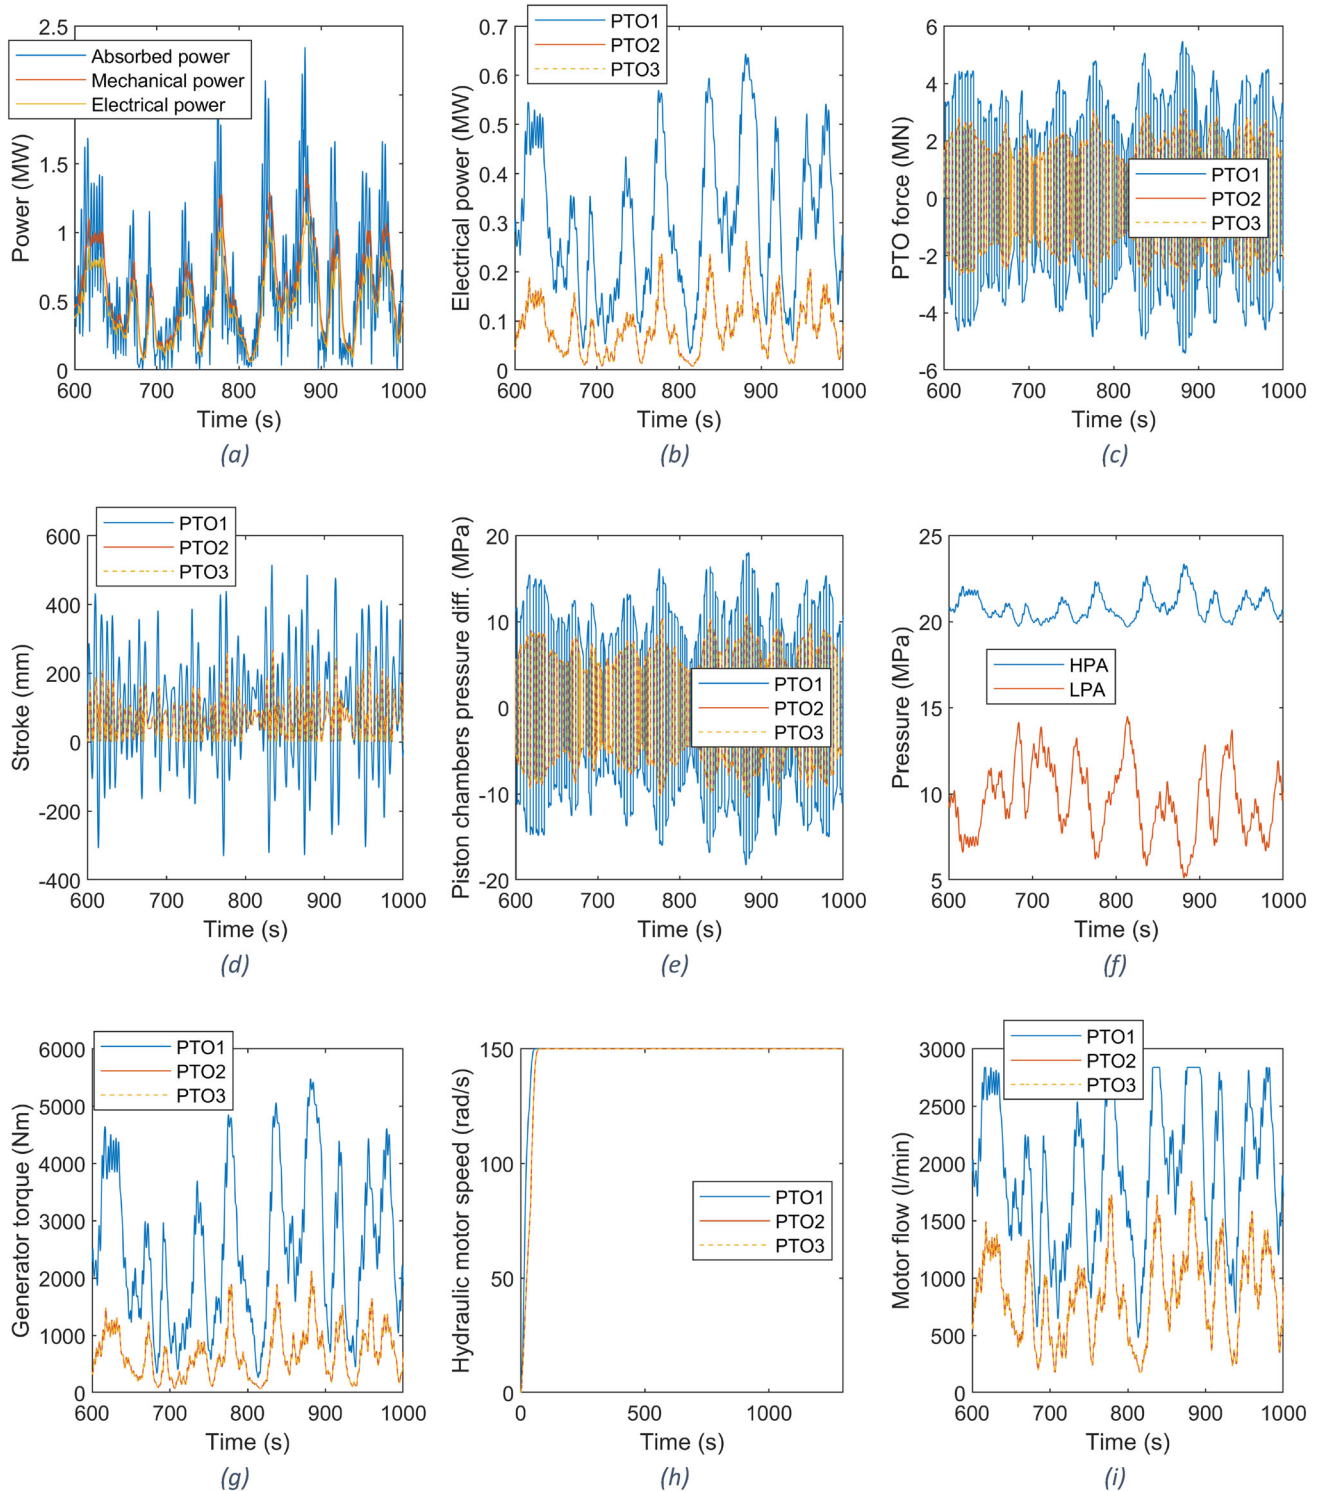 2.5
Absorbed power
Mechanical power
Electrical power
1.5
1
0.5
0
600 700 800 900 1000
Power (MW)
Time (s)
(a)
PTO1
PTO2
PTO3
0.7
0.6
0.5
0.4
0.3
0.2
0.1
0
600 700 800 900 1000
Electrical power (MW)
Time (s)
(b)
6
4
2
0
-2
-4
-6
PTO1
PTO2
PTO3
600 700 800 900 1000
PTO force (MN)
Time (s)
(c)
PTO1
PTO2
PTO3
600
400
200
0
-200
-400
600 700 800 900 1000
Stroke (mm)
Time (s)
(d)
20
10
0
-10
-20
PTO1
PTO2
PTO3
600 700 800 900 1000
Piston chambers pressure diff. (MPa)
Time (s)
(e)
25
20
15
10
5
HPA
LPA
600 700 800 900 1000
Pressure (MPa)
Time (s)
(f)
PTO1
PTO2
PTO3
6000
5000
4000
3000
2000
1000
0
600 700 800 900 1000
Generator torque (Nm)
Time (s)
(g)
150
100
50
0
PTO1
PTO2
PTO3
0 500 1000
Hydraulic motor speed (rad/s)
Time (s)
(h)
PTO1
PTO2
PTO3
3000
2500
2000
1500
1000
500
0
600 700 800 900 1000
Motor flow (l/min)
Time (s)
(i)